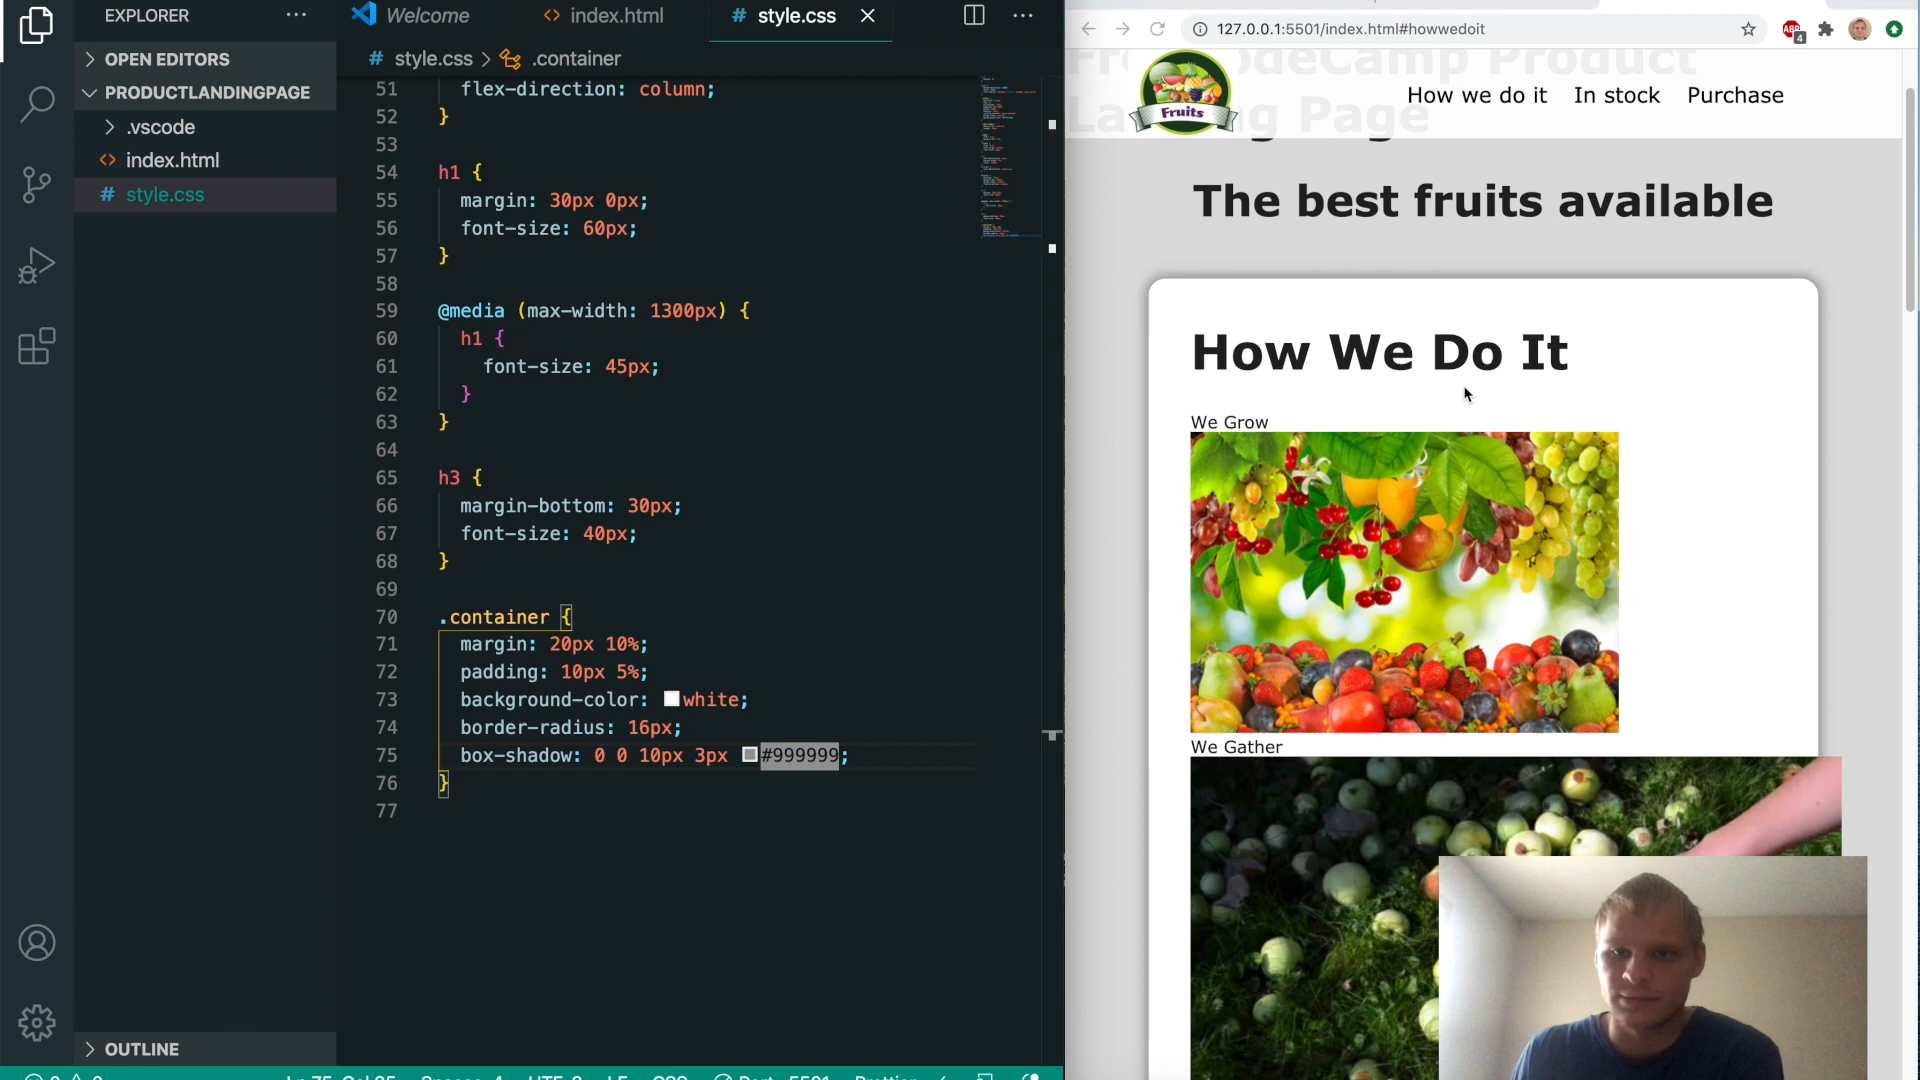 EXPLORER
OPEN EDITORS
PRODUCTLANDINGPAGE
.vscode
index.html
style.css
OUTLINE
Welcome
index.html
# style.css
# style.css > .container
51 flex-direction: column;
52 }
53
54 h1 {
55 margin: 30px 0px;
56 font-size: 60px;
57 }
58
59 @media (max-width: 1300px) {
60 h1 {
61 font-size: 45px;
62 }
63 }
64
65 h3 {
66 margin-bottom: 30px;
67 font-size: 40px;
68 }
69
70 .container {
71 margin: 20px 10%;
72 padding: 10px 5%;
73 background-color: white;
74 border-radius: 16px;
75 box-shadow: 0 0 10px 3px #999999;
76 }
77
127.0.0.1:5501/index.html#howwedoit
ABP
4
Product
Page
Fruits
How we do it In stock Purchase
The best fruits available
How We Do It
We Grow
We Gather